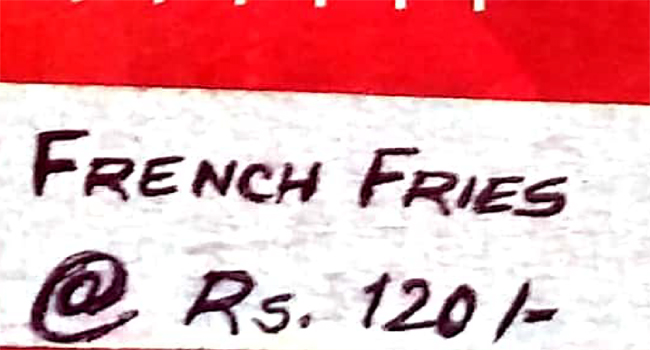 FRENCH FRIES
@ Rs. 120/-